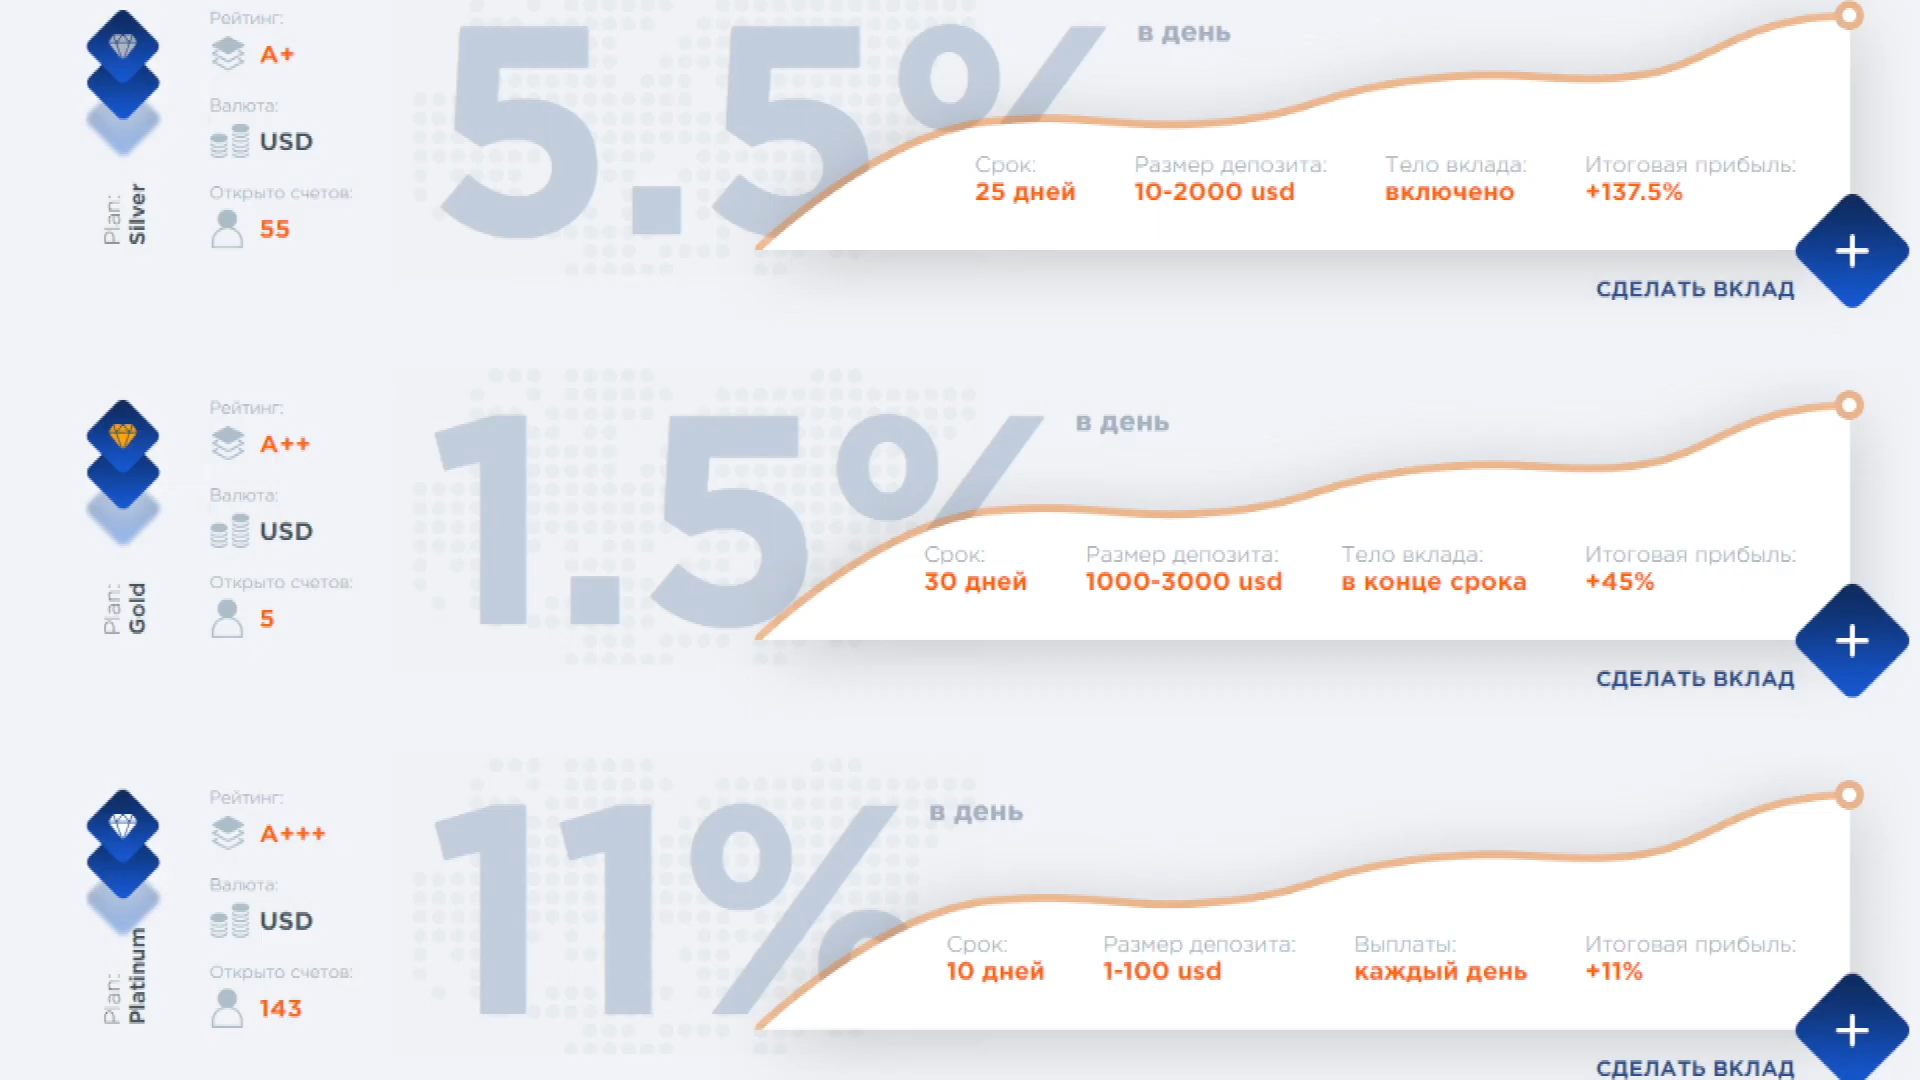 Рейтинг:
A+
Валюта:
USD
Открыто счетов:
55
Plan:
Silver
5.5%
в день
Срок:
25 дней
Размер депозита:
10-2000 usd
Тело вклада:
включено
Итоговая прибыль:
+137.5%
СДЕЛАТЬ ВКЛАД
Рейтинг:
A++
Валюта:
USD
Открыто счетов:
5
Plan:
Gold
1.5%
в день
Срок:
30 дней
Размер депозита:
1000-3000 usd
Тело вклада:
в конце срока
Итоговая прибыль:
+45%
СДЕЛАТЬ ВКЛАД
Рейтинг:
A+++
Валюта:
USD
Открыто счетов:
143
Plan:
Platinum
11%
в день
Срок:
10 дней
Размер депозита:
1-100 usd
Выплаты:
каждый день
Итоговая прибыль:
+11%
СДЕЛАТЬ ВКЛАД